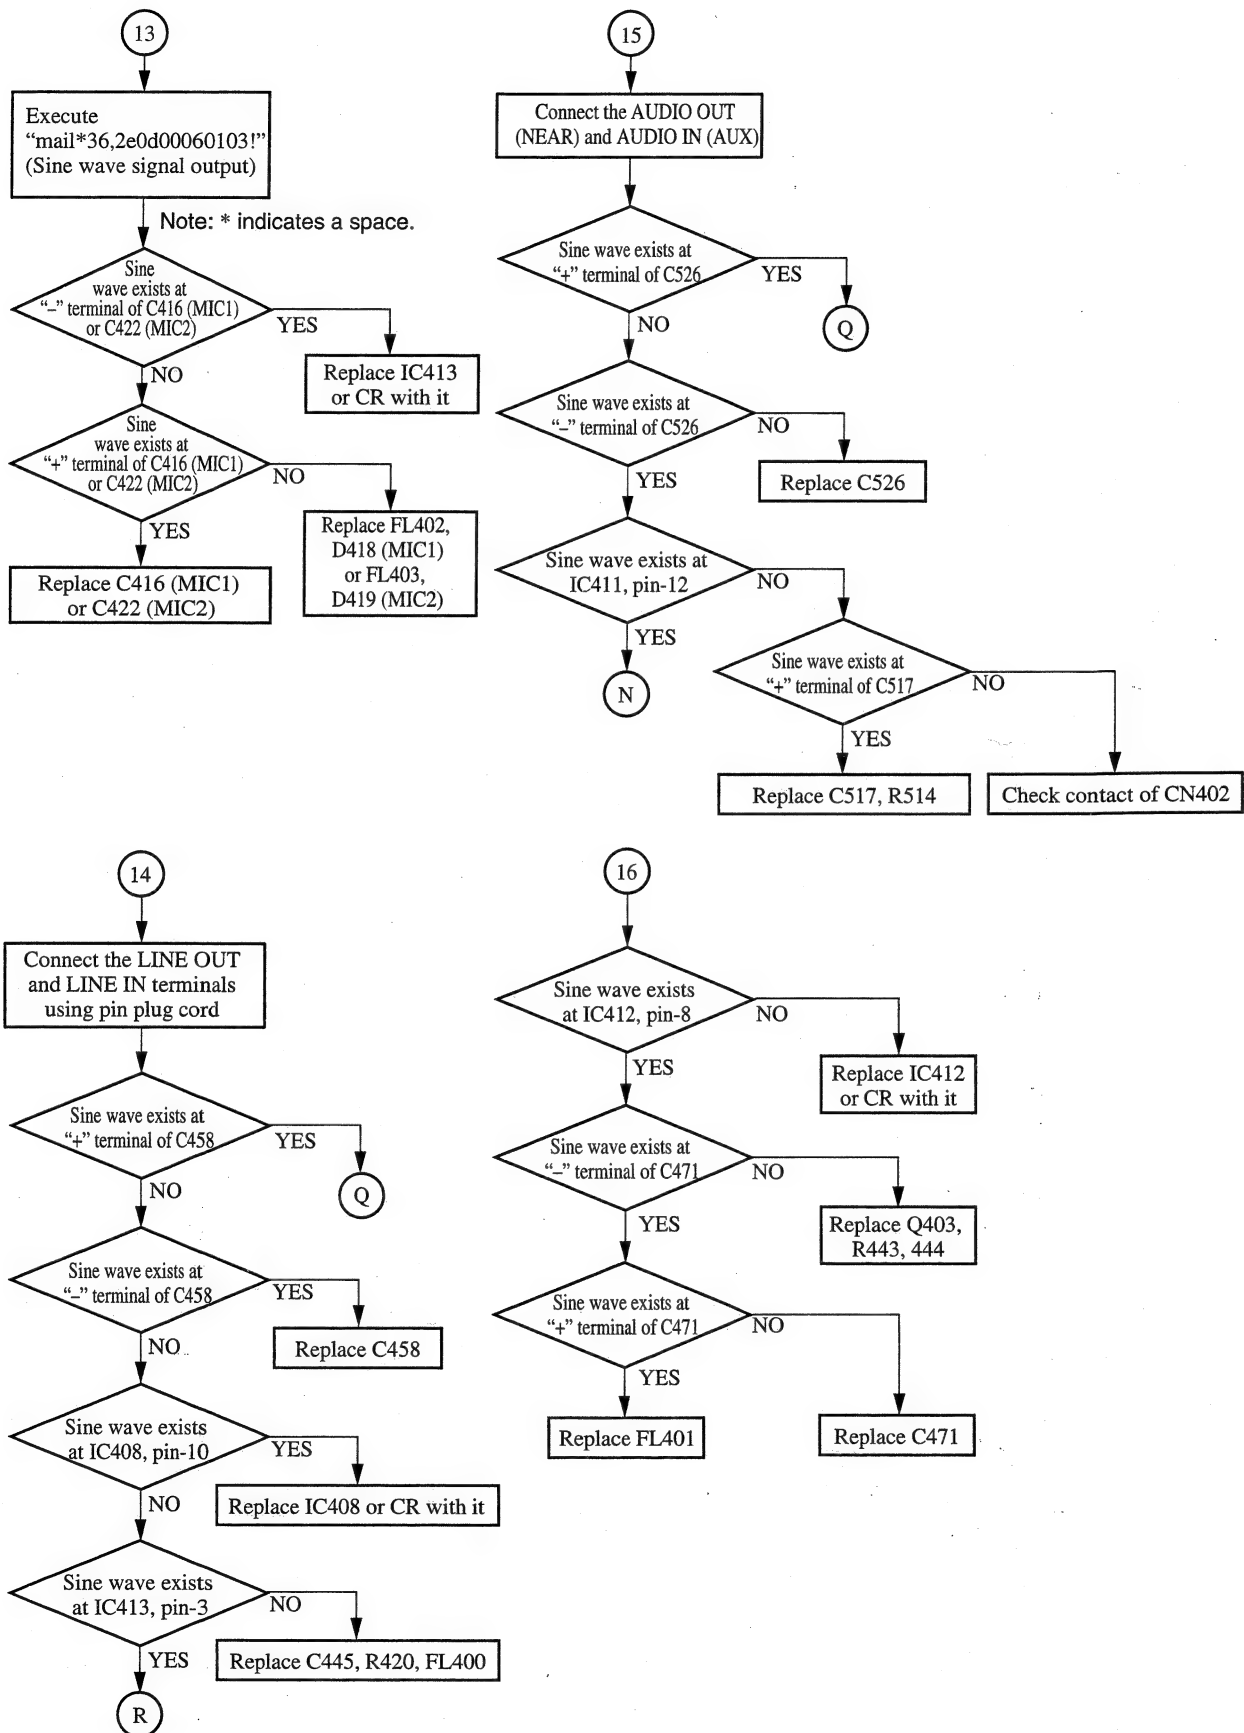 13
Execute
“mail*36,2e0d00060103!”
(Sine wave signal output)
Note: * indicates a space.
Sine
wave exists at
“–” terminal of C416 (MIC1)
or C422 (MIC2)
YES
NO
Replace IC413
or CR with it
Sine
wave exists at
“+” terminal of C416 (MIC1)
or C422 (MIC2)
NO
YES
Replace FL402,
D418 (MIC1)
or FL403,
D419 (MIC2)
Replace C416 (MIC1)
or C422 (MIC2)
15
Connect the AUDIO OUT
(NEAR) and AUDIO IN (AUX)
Sine wave exists at
“+” terminal of C526
YES
Q
NO
Sine wave exists at
“–” terminal of C526
NO
Replace C526
YES
Sine wave exists at
IC411, pin-12
NO
YES
N
Sine wave exists at
“+” terminal of C517
NO
YES
Replace C517, R514
Check contact of CN402
14
Connect the LINE OUT
and LINE IN terminals
using pin plug cord
Sine wave exists at
“+” terminal of C458
YES
Q
NO
Sine wave exists at
“–” terminal of C458
YES
Replace C458
NO
Sine wave exists
at IC408, pin-10
YES
Replace IC408 or CR with it
NO
Sine wave exists
at IC413, pin-3
NO
Replace C445, R420, FL400
YES
R
16
Sine wave exists
at IC412, pin-8
NO
Replace IC412
or CR with it
YES
Sine wave exists at
“–” terminal of C471
NO
Replace Q403,
R443, 444
YES
Sine wave exists at
“+” terminal of C471
NO
Replace C471
YES
Replace FL401